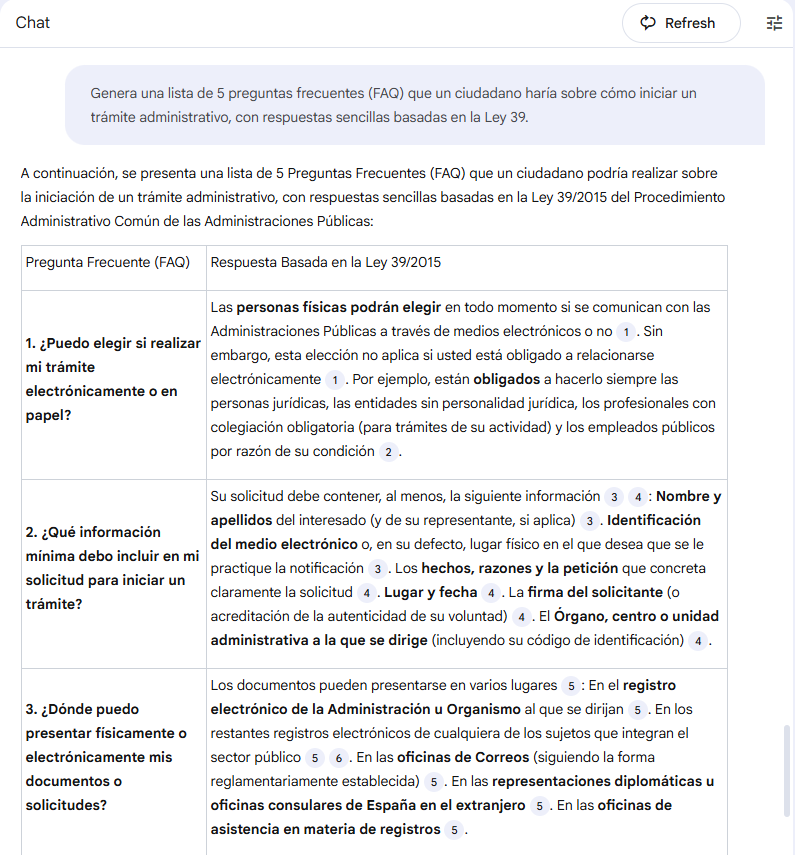 Chat
Refresh
Genera una lista de 5 preguntas frecuentes (FAQ) que un ciudadano haría sobre cómo iniciar un
trámite administrativo, con respuestas sencillas basadas en la Ley 39.
A continuación, se presenta una lista de 5 Preguntas Frecuentes (FAQ) que un ciudadano podría realizar sobre
la iniciación de un trámite administrativo, con respuestas sencillas basadas en la Ley 39/2015 del Procedimiento
Administrativo Común de las Administraciones Públicas:
Pregunta Frecuente (FAQ)
Respuesta Basada en la Ley 39/2015
1. ¿Puedo elegir si realizar
mi trámite
electrónicamente o en
papel?
Las personas físicas podrán elegir en todo momento si se comunican con las
Administraciones Públicas a través de medios electrónicos o no 1 . Sin
embargo, esta elección no aplica si usted está obligado a relacionarse
electrónicamente 1 . Por ejemplo, están obligados a hacerlo siempre las
personas jurídicas, las entidades sin personalidad jurídica, los profesionales con
colegiación obligatoria (para trámites de su actividad) y los empleados públicos
por razón de su condición 2 .
2. ¿Qué información
mínima debo incluir en mi
solicitud para iniciar un
trámite?
Su solicitud debe contener, al menos, la siguiente información 3 4 : Nombre y
apellidos del interesado (y de su representante, si aplica) 3 . Identificación
del medio electrónico o, en su defecto, lugar físico en el que desea que se le
practique la notificación 3 . Los hechos, razones y la petición que concreta
claramente la solicitud 4 . Lugar y fecha 4 . La firma del solicitante (o
acreditación de la autenticidad de su voluntad) 4 . El Órgano, centro o unidad
administrativa a la que se dirige (incluyendo su código de identificación) 4 .
3. ¿Dónde puedo
presentar físicamente o
electrónicamente mis
documentos o
solicitudes?
Los documentos pueden presentarse en varios lugares 5 : En el registro
electrónico de la Administración u Organismo al que se dirijan 5 . En los
restantes registros electrónicos de cualquiera de los sujetos que integran el
sector público 5 6 . En las oficinas de Correos (siguiendo la forma
reglamentariamente establecida) 5 . En las representaciones diplomáticas u
oficinas consulares de España en el extranjero 5 . En las oficinas de
asistencia en materia de registros 5 .